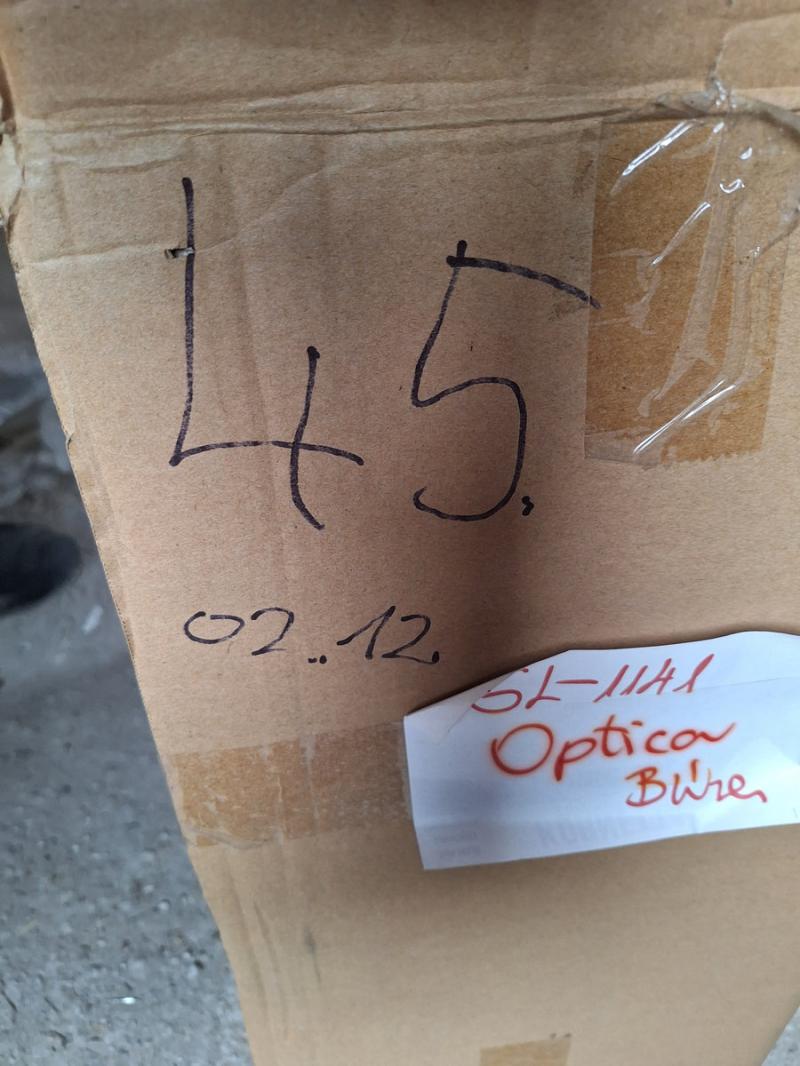 45.
02..12.
SL-1141
Optica
Büren